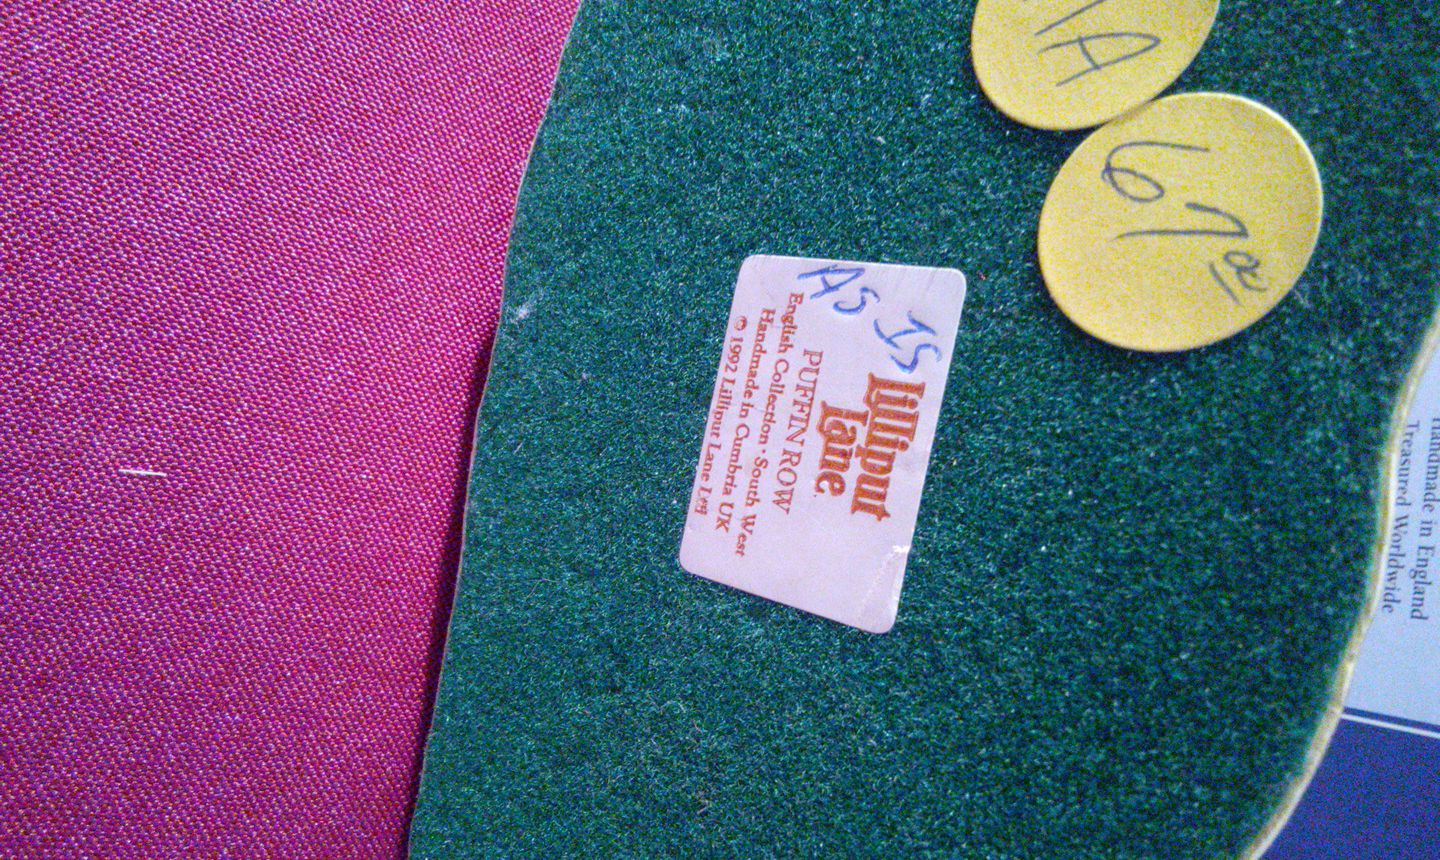 AS IS
Lilliput
Lane
PUFFIN ROW
English Collection · South West
Handmade in Cumbria UK
© 1992 Lilliput Lane Ltd
67 00
Handmade in England
Treasured Worldwide